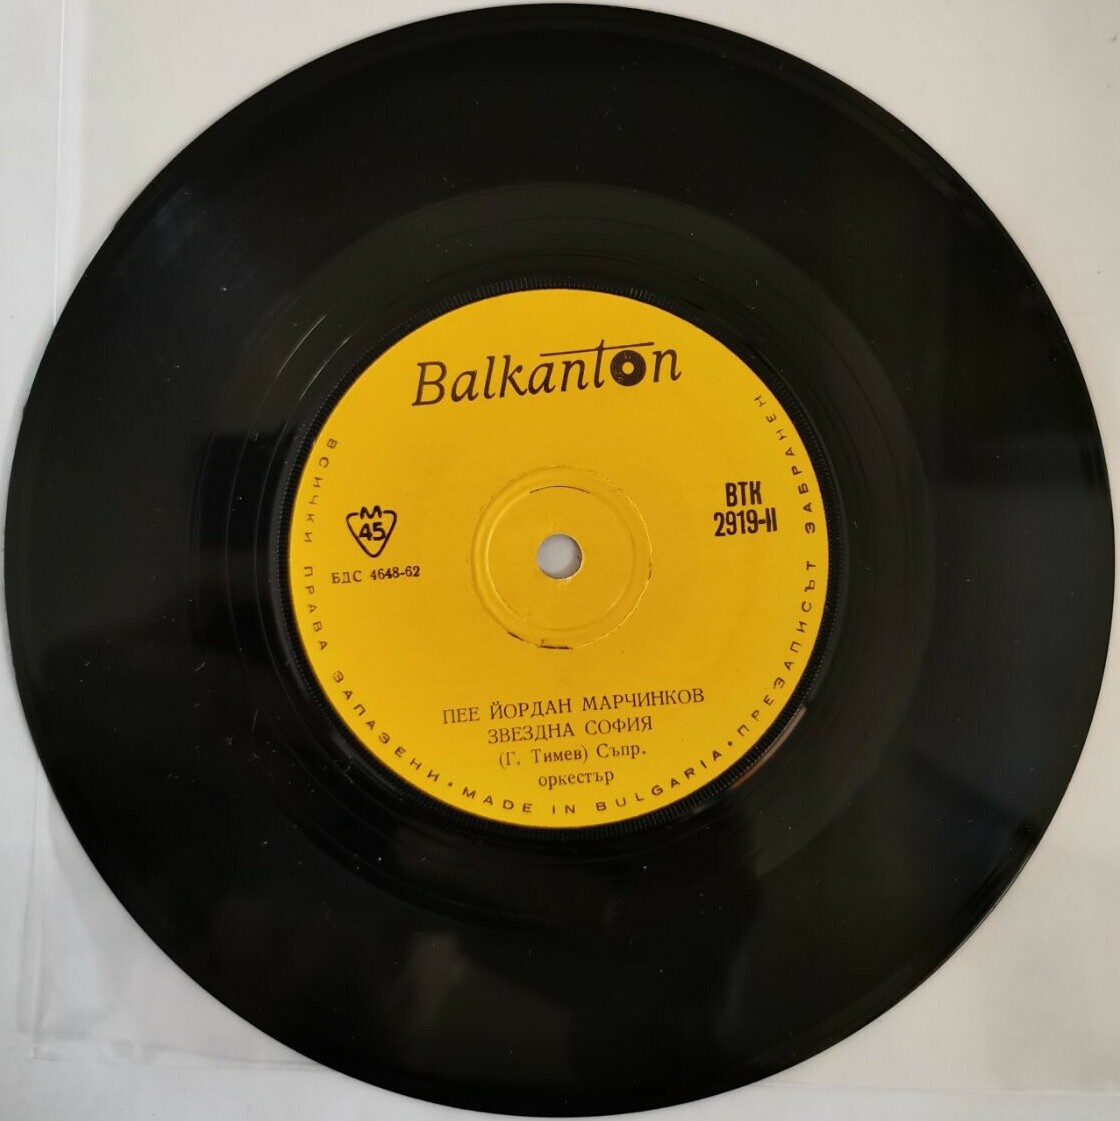 Balkanton
ВТК
2919-II
М
45
БДС 4648-62
ПЕЕ ЙОРДАН МАРЧИНКОВ
ЗВЕЗДНА СОФИЯ
(Г. Тимев) Съпр.
оркестър
ВСИЧКИ ПРАВА ЗАПАЗЕНИ • MADE IN BULGARIA • ПРЕЗАПИСЪТ ЗАБРАНЕН